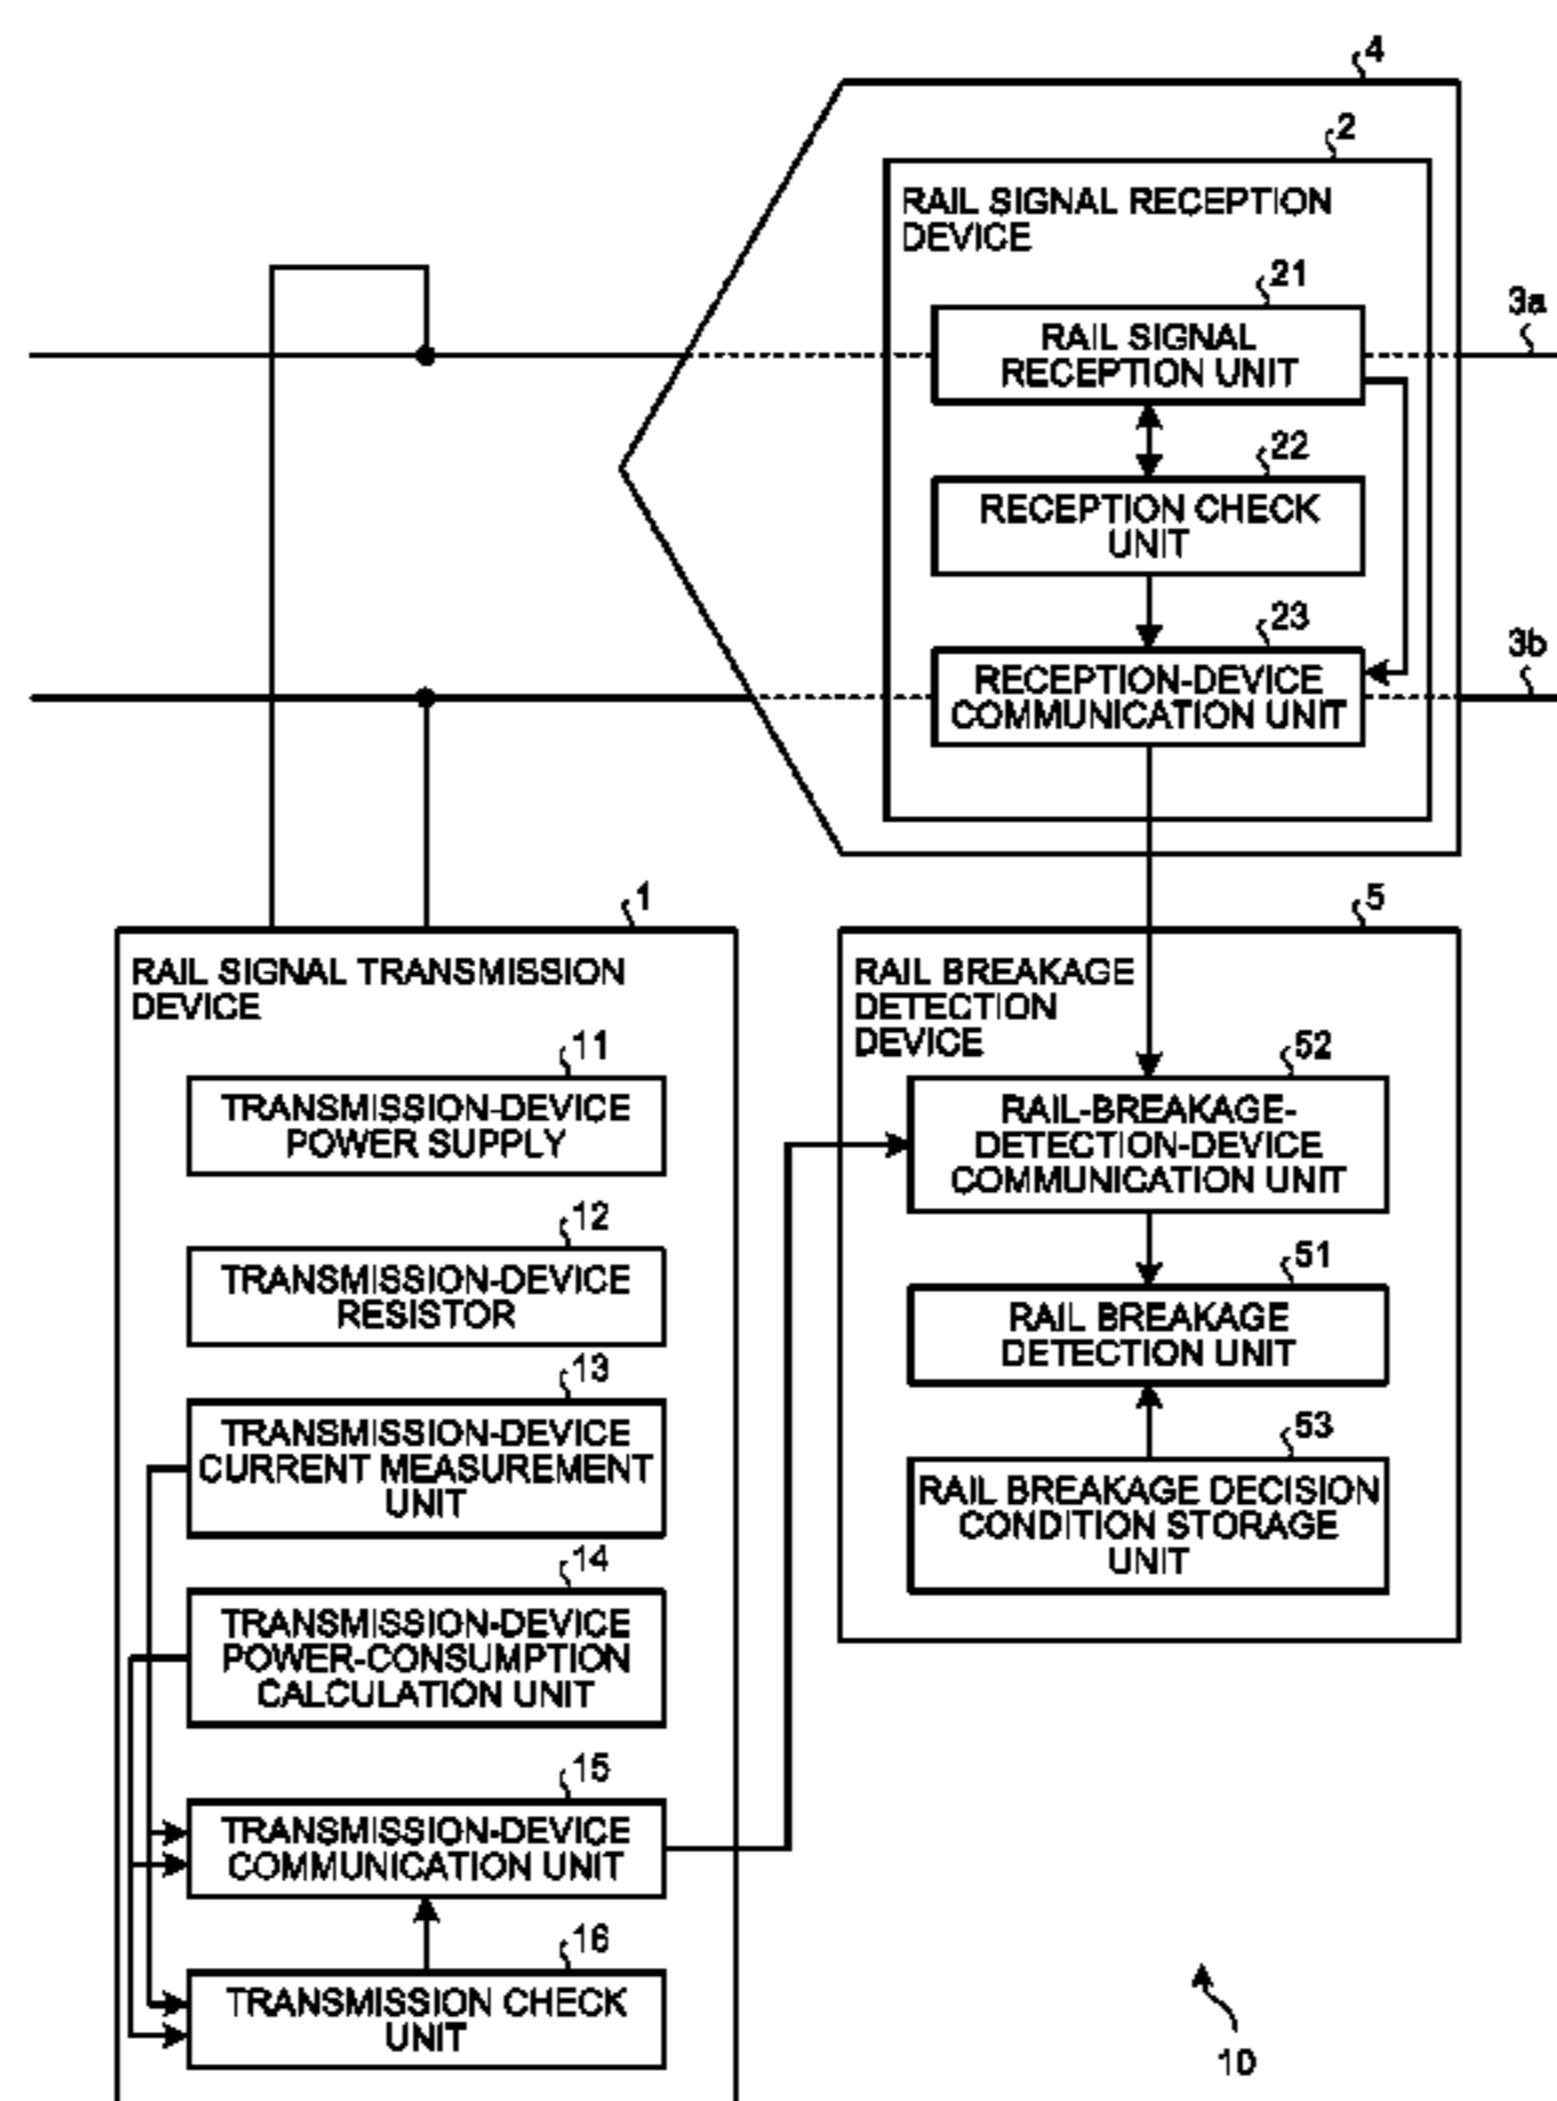 4
2
RAIL SIGNAL RECEPTION
DEVICE
21
RAIL SIGNAL
RECEPTION UNIT
3a
22
RECEPTION CHECK
UNIT
23
RECEPTION-DEVICE
COMMUNICATION UNIT
3b
1
RAIL SIGNAL TRANSMISSION
DEVICE
11
TRANSMISSION-DEVICE
POWER SUPPLY
12
TRANSMISSION-DEVICE
RESISTOR
13
TRANSMISSION-DEVICE
CURRENT MEASUREMENT
UNIT
14
TRANSMISSION-DEVICE
POWER-CONSUMPTION
CALCULATION UNIT
15
TRANSMISSION-DEVICE
COMMUNICATION UNIT
16
TRANSMISSION CHECK
UNIT
5
RAIL BREAKAGE
DETECTION
DEVICE
52
RAIL-BREAKAGE-
DETECTION-DEVICE
COMMUNICATION UNIT
51
RAIL BREAKAGE
DETECTION UNIT
53
RAIL BREAKAGE DECISION
CONDITION STORAGE
UNIT
10